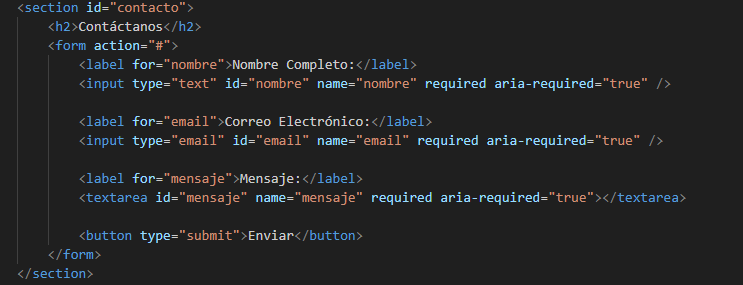 <section id="contacto">
<h2>Contáctanos</h2>
<form action="#">
<label for="nombre">Nombre Completo:</label>
<input type="text" id="nombre" name="nombre" required aria-required="true" />
<label for="email">Correo Electrónico:</label>
<input type="email" id="email" name="email" required aria-required="true" />
<label for="mensaje">Mensaje:</label>
<textarea id="mensaje" name="mensaje" required aria-required="true"></textarea>
<button type="submit">Enviar</button>
</form>
</section>